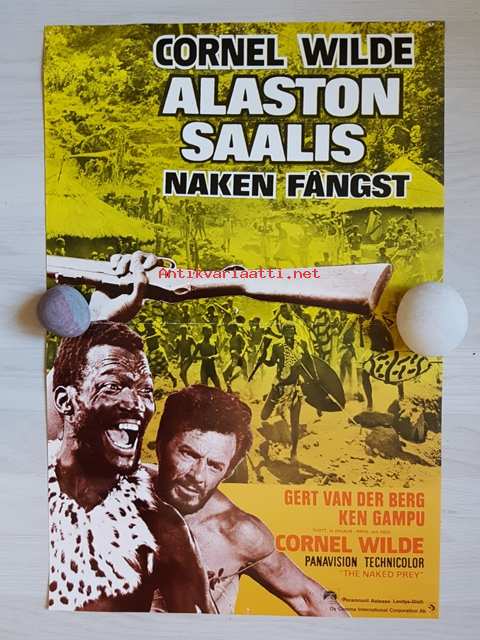 CORNEL WILDE
ALASTON
SAALIS
NAKEN FÅNGST
Antikvariaatti.net
GERT VAN DER BERG
KEN GAMPU
CORNEL WILDE
PANAVISION TECHNICOLOR
"THE NAKED PREY"
(Paramount Release
Oy Cinema International Corporation Ab